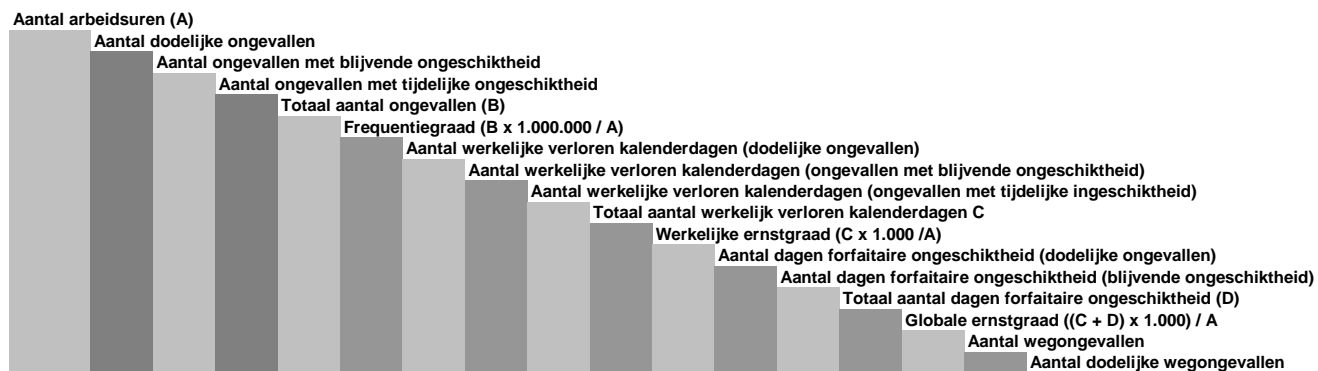 Aantal arbeidsuren (A)
Aantal dodelijke ongevallen
Aantal ongevallen met blijvende ongeschiktheid
Aantal ongevallen met tijdelijke ongeschiktheid
Totaal aantal ongevallen (B)
Frequentiegraad (B x 1.000.000 / A)
Aantal werkelijke verloren kalenderdagen (dodelijke ongevallen)
Aantal werkelijke verloren kalenderdagen (ongevallen met blijvende ongeschiktheid)
Aantal werkelijke verloren kalenderdagen (ongevallen met tijdelijke ingeschiktheid)
Totaal aantal werkelijk verloren kalenderdagen C
Werkelijke ernstgraad (C x 1.000 /A)
Aantal dagen forfaitaire ongeschiktheid (dodelijke ongevallen)
Aantal dagen forfaitaire ongeschiktheid (blijvende ongeschiktheid)
Totaal aantal dagen forfaitaire ongeschiktheid (D)
Globale ernstgraad ((C + D) x 1.000) / A
Aantal wegongevallen
Aantal dodelijke wegongevallen